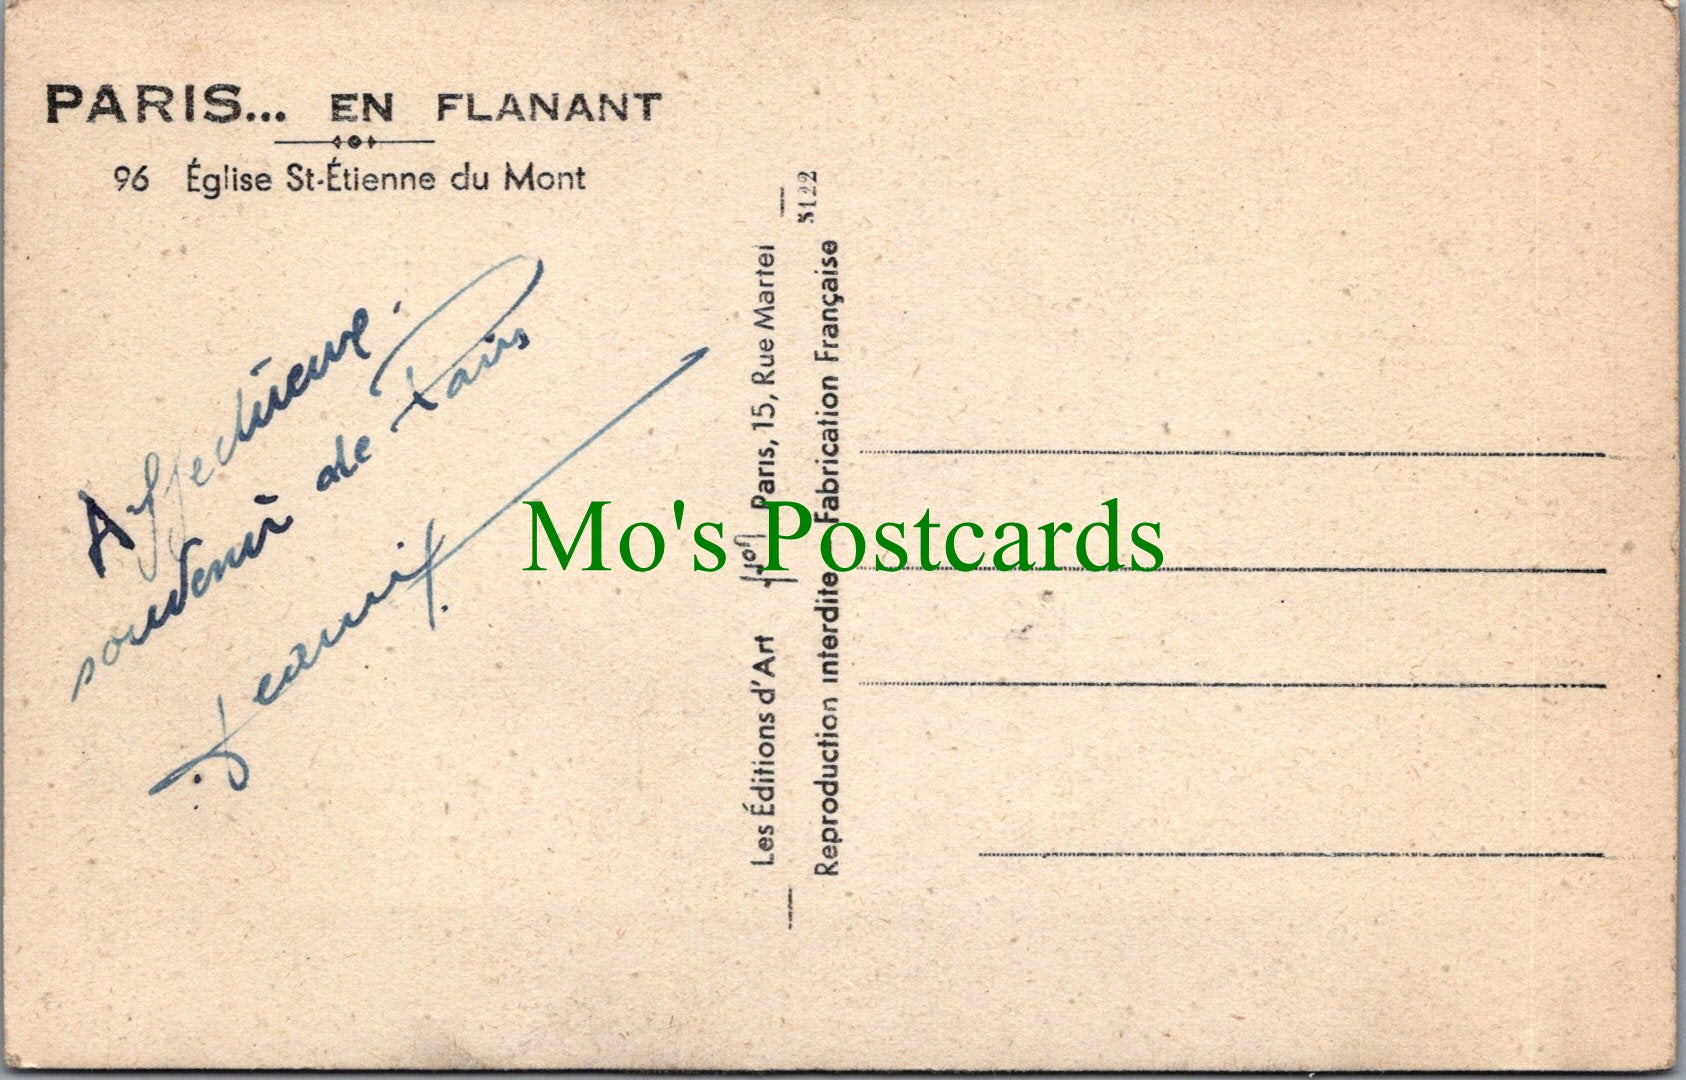 PARIS... EN FLANANT
96 Église St-Étienne du Mont
Affectueux
souvenir de Paris
Les Éditions d'Art Yvon Paris, 15, Rue Martel
Reproduction interdite Fabrication Française
5122
Mo's Postcards